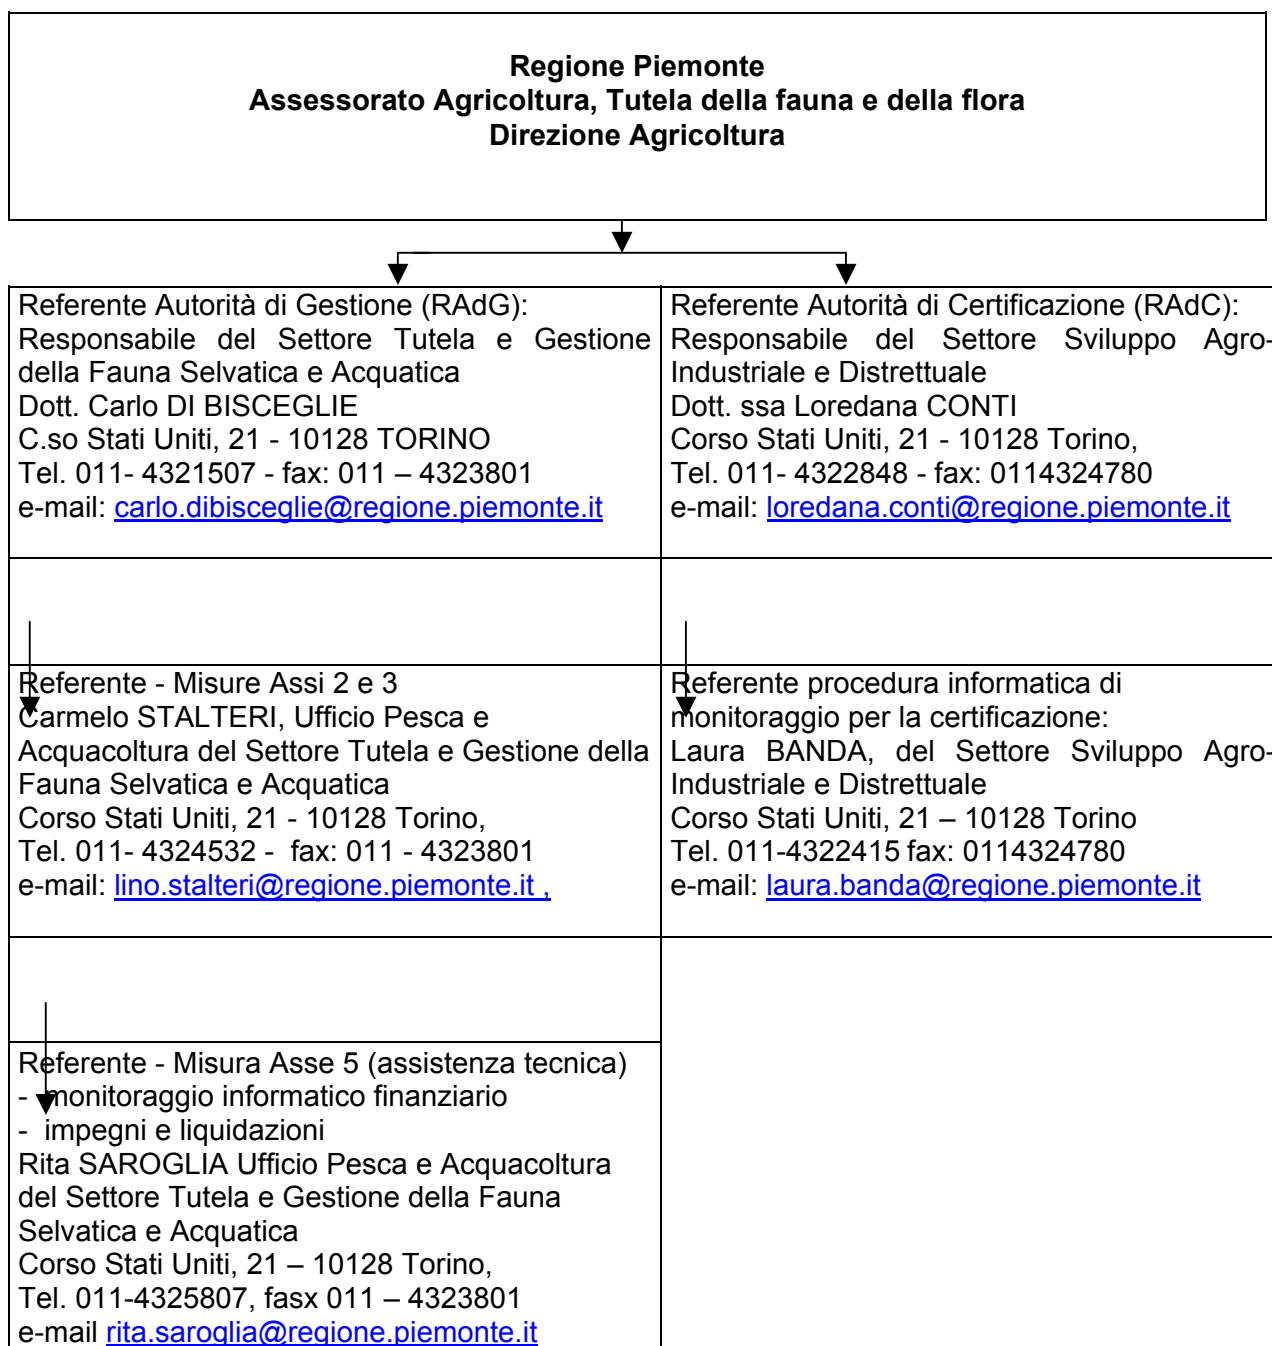 Regione Piemonte
Assessorato Agricoltura, Tutela della fauna e della flora
Direzione Agricoltura
Referente Autorità di Gestione (RAdG):
Responsabile del Settore Tutela e Gestione
della Fauna Selvatica e Acquatica
Dott. Carlo DI BISCEGLIE
C.so Stati Uniti, 21 - 10128 TORINO
Tel. 011- 4321507 - fax: 011 – 4323801
e-mail: carlo.dibisceglie@regione.piemonte.it
Referente Autorità di Certificazione (RAdC):
Responsabile del Settore Sviluppo Agro-
Industriale e Distrettuale
Dott. ssa Loredana CONTI
Corso Stati Uniti, 21 - 10128 Torino,
Tel. 011- 4322848 - fax: 0114324780
e-mail: loredana.conti@regione.piemonte.it
Referente - Misure Assi 2 e 3
Carmelo STALTERI, Ufficio Pesca e
Acquacoltura del Settore Tutela e Gestione della
Fauna Selvatica e Acquatica
Corso Stati Uniti, 21 - 10128 Torino,
Tel. 011- 4324532 - fax: 011 - 4323801
e-mail: lino.stalteri@regione.piemonte.it ,
Referente procedura informatica di
monitoraggio per la certificazione:
Laura BANDA, del Settore Sviluppo Agro-
Industriale e Distrettuale
Corso Stati Uniti, 21 – 10128 Torino
Tel. 011-4322415 fax: 0114324780
e-mail: laura.banda@regione.piemonte.it
Referente - Misura Asse 5 (assistenza tecnica)
- monitoraggio informatico finanziario
- impegni e liquidazioni
Rita SAROGLIA Ufficio Pesca e Acquacoltura
del Settore Tutela e Gestione della Fauna
Selvatica e Acquatica
Corso Stati Uniti, 21 – 10128 Torino,
Tel. 011-4325807, fasx 011 – 4323801
e-mail rita.saroglia@regione.piemonte.it